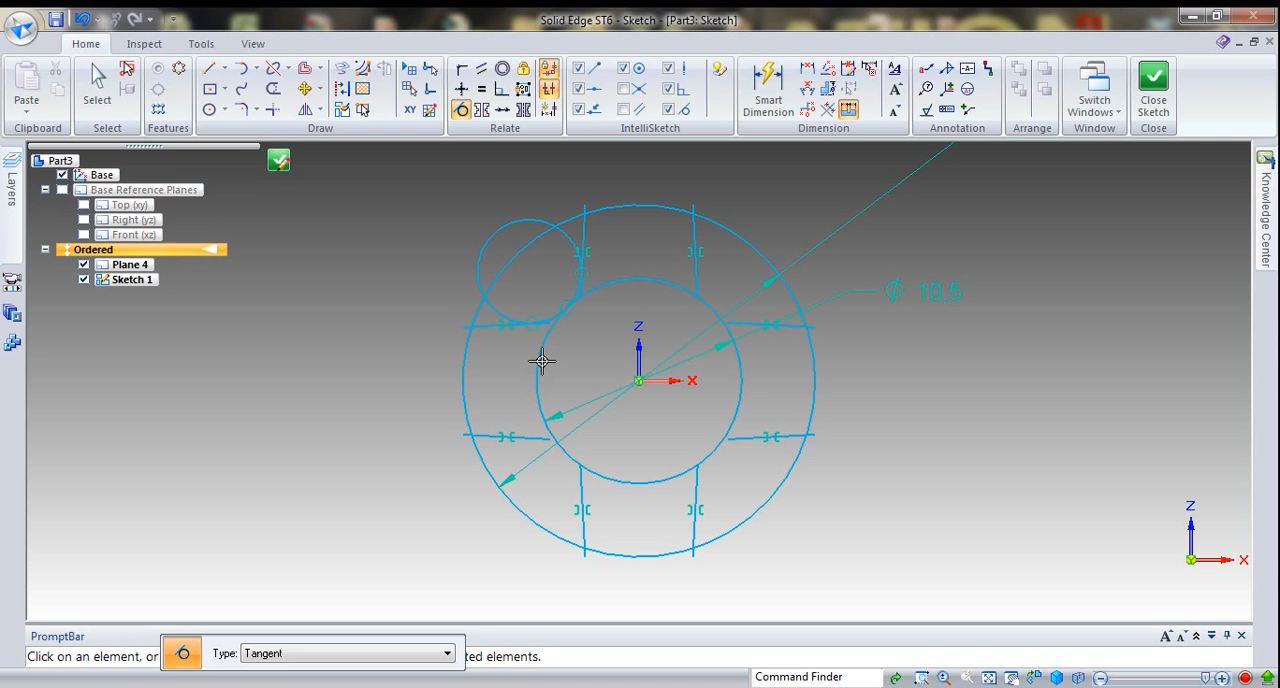 Solid Edge ST6 - Sketch - [Part3: Sketch]
Home Inspect Tools View
Paste
Select
Smart Dimension
Switch Windows
Close Sketch
Clipboard Select Features Draw Relate IntelliSketch Dimension Annotation Arrange Window Close
XY
Layers
Part3
Base
Base Reference Planes
Top (xy)
Right (yz)
Front (xz)
Ordered
Plane 4
Sketch 1
Knowledge Center
10,5
Z
X
Z
X
PromptBar
Click on an element, or
Type: Tangent
ted elements.
Command Finder